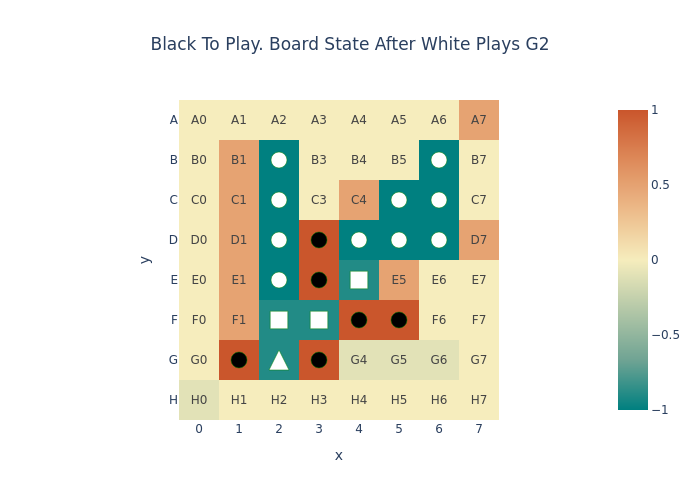 Black To Play. Board State After White Plays G2
A A0 A1 A2 A3 A4 A5 A6 A7
B B0 B1 B3 B4 B5 B7
C C0 C1 C3 C4 C7
D D0 D1 D7
E E0 E1 E5 E6 E7
F F0 F1 F6 F7
G G0 G4 G5 G6 G7
H H0 H1 H2 H3 H4 H5 H6 H7
0 1 2 3 4 5 6 7
x
y
1
0.5
0
−0.5
−1